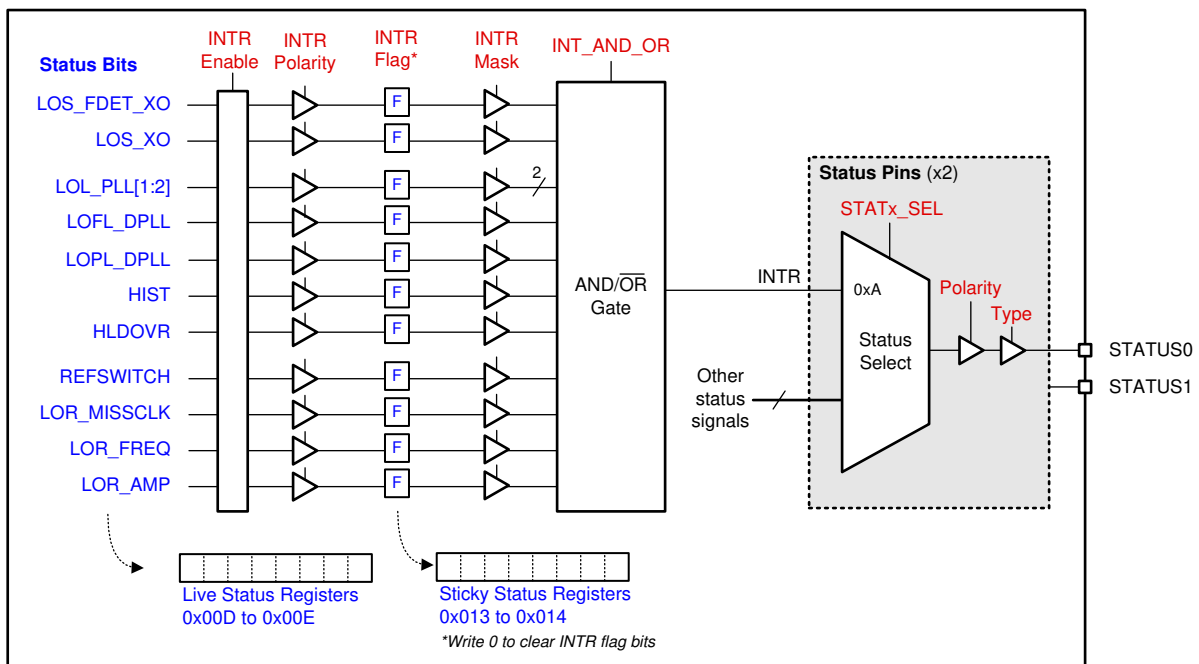 INTR
Enable
INTR
Polarity
INTR
Flag*
INTR
Mask
INT_AND_OR
Status Bits
LOS_FDET_XO
LOS_XO
LOL_PLL[1:2]
LOFL_DPLL
LOPL_DPLL
HIST
HLDOVR
REFSWITCH
LOR_MISSCLK
LOR_FREQ
LOR_AMP
F
F
F
F
F
F
F
F
F
F
F
2
AND/OR
Gate
INTR
Status Pins (x2)
STATx_SEL
0xA
Status
Select
Polarity
Type
Other
status
signals
STATUS0
STATUS1
Live Status Registers
0x00D to 0x00E
Sticky Status Registers
0x013 to 0x014
*Write 0 to clear INTR flag bits